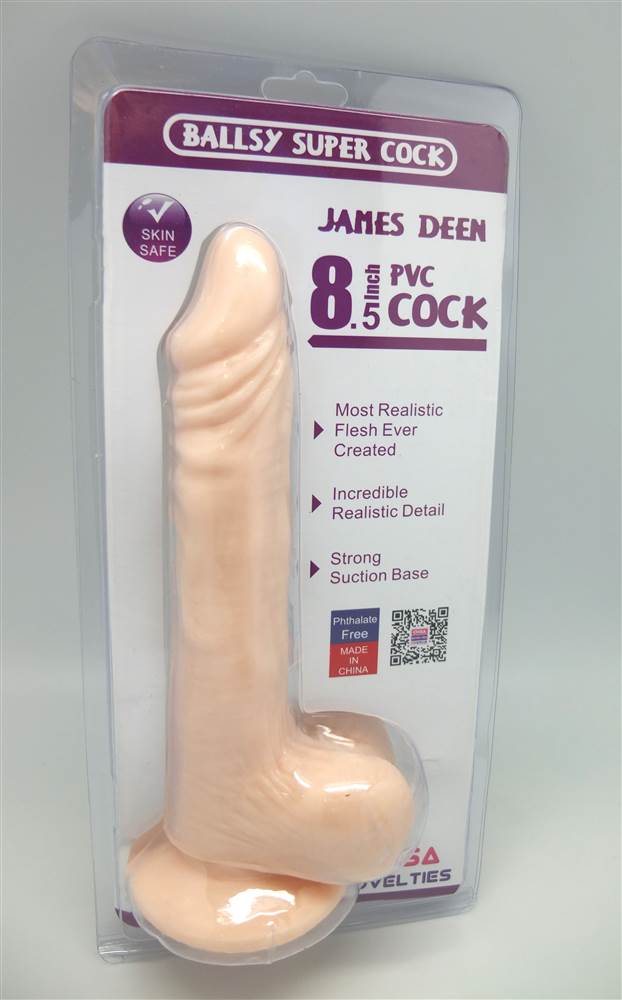 BALLSY SUPER COCK
SKIN
SAFE
JAMES DEEN
8.5 Inch PVC
COCK
Most Realistic
Flesh Ever
Created
Incredible
Realistic Detail
Strong
Suction Base
Phthalate
Free
MADE
IN
CHINA